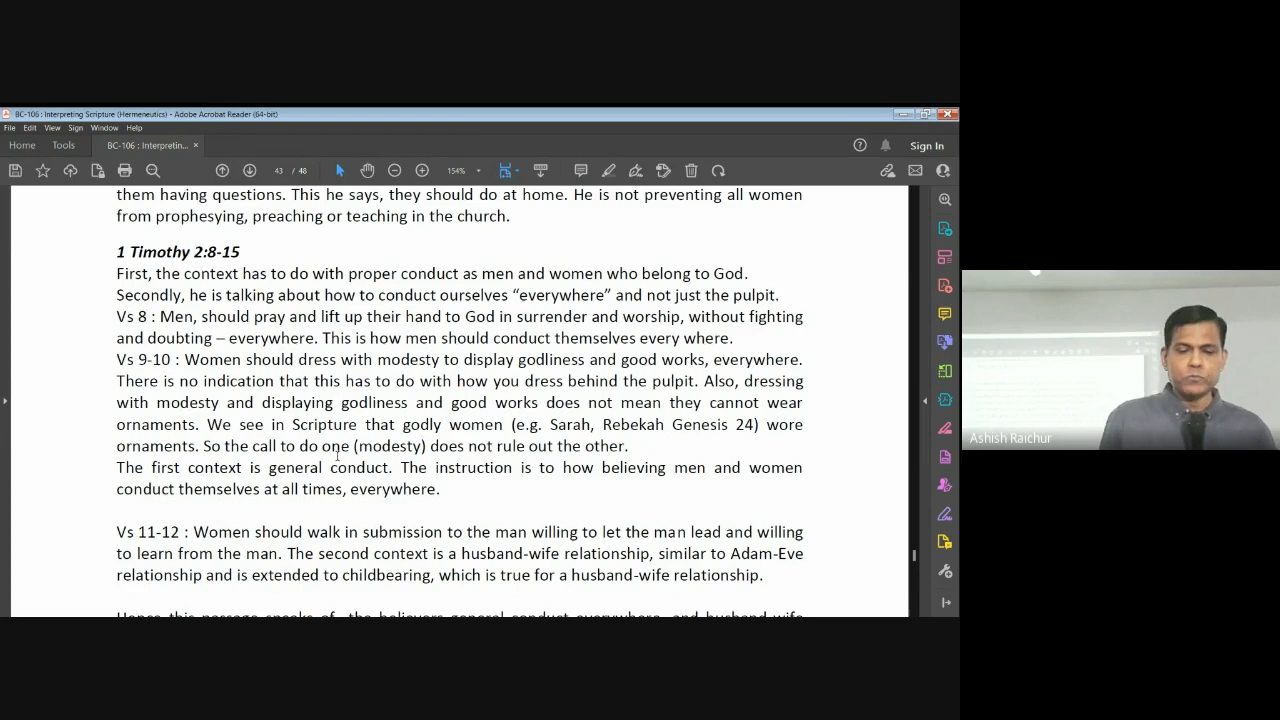 BC-106 : Interpreting Scripture (Hermeneutics) - Adobe Acrobat Reader (64-bit)
File Edit View Sign Window Help
Home Tools BC-106 : Interpretin... × Sign In
43 / 46 154%
them having questions. This he says, they should do at home. He is not preventing all women
from prophesying, preaching or teaching in the church.
1 Timothy 2:8-15
First, the context has to do with proper conduct as men and women who belong to God.
Secondly, he is talking about how to conduct ourselves “everywhere” and not just the pulpit.
Vs 8 : Men, should pray and lift up their hand to God in surrender and worship, without fighting
and doubting – everywhere. This is how men should conduct themselves every where.
Vs 9-10 : Women should dress with modesty to display godliness and good works, everywhere.
There is no indication that this has to do with how you dress behind the pulpit. Also, dressing
with modesty and displaying godliness and good works does not mean they cannot wear
ornaments. We see in Scripture that godly women (e.g. Sarah, Rebekah Genesis 24) wore
ornaments. So the call to do one (modesty) does not rule out the other.
The first context is general conduct. The instruction is to how believing men and women
conduct themselves at all times, everywhere.
Vs 11-12 : Women should walk in submission to the man willing to let the man lead and willing
to learn from the man. The second context is a husband-wife relationship, similar to Adam-Eve
relationship and is extended to childbearing, which is true for a husband-wife relationship.
Hence this passage speaks of the believers general conduct everywhere, and husband-wife
Ashish Raichur